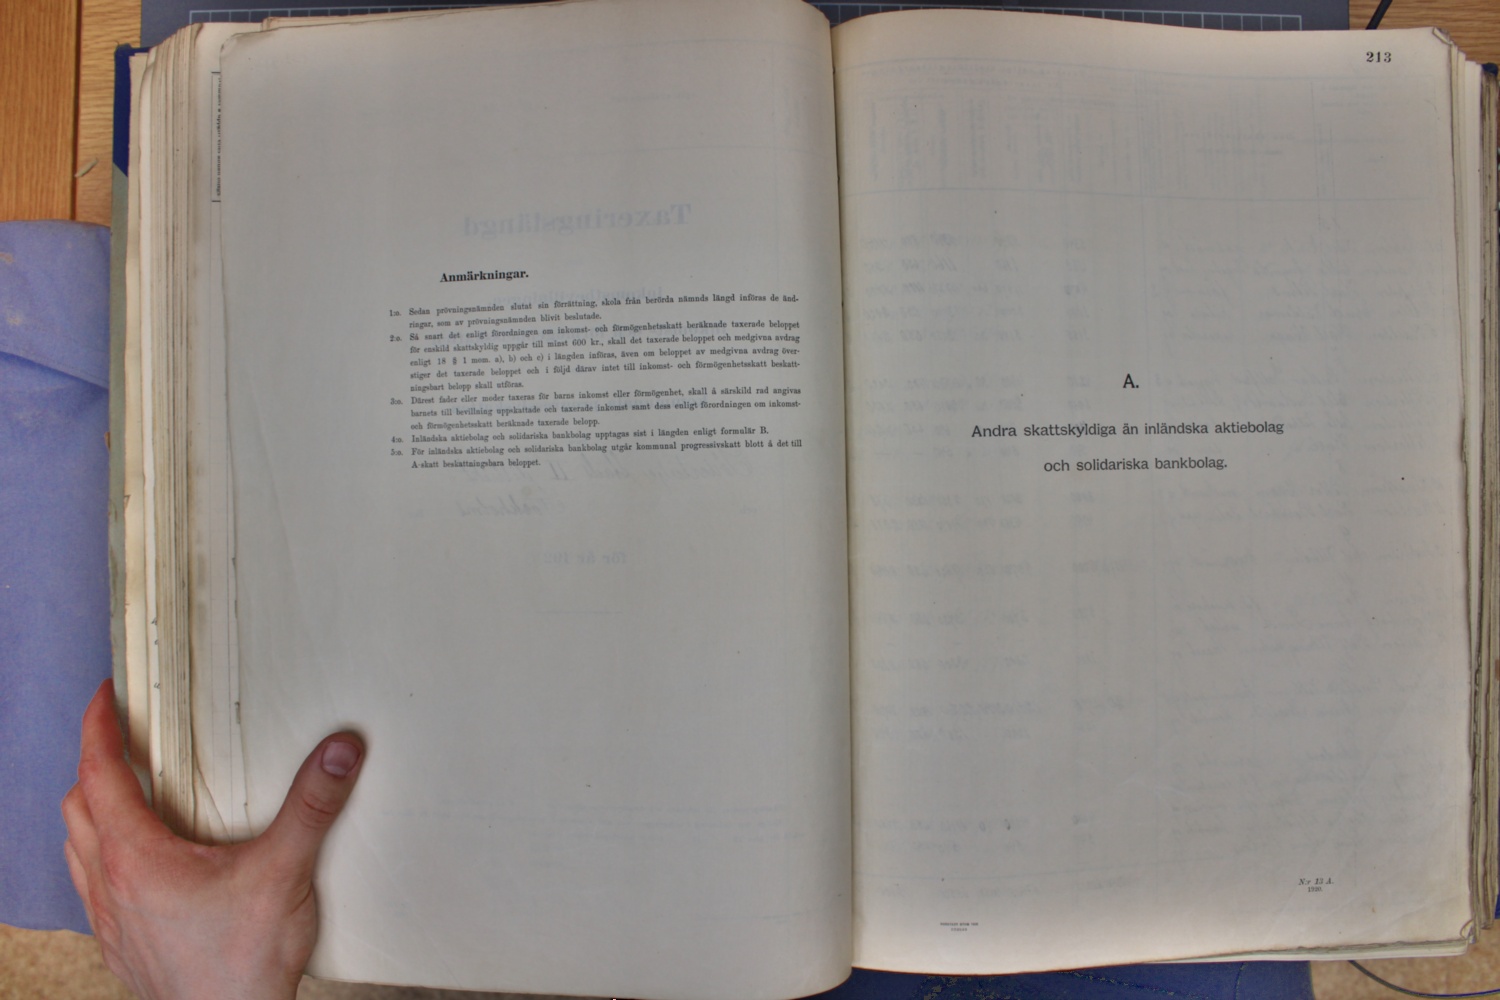 Anmärkningar.
1:o. Sedan prövningsnämnden slutat sin förrättning, skola från berörda nämnds längd införas de änd-
ringar, som av prövningsnämnden blivit beslutade.
2:o. Så snart det enligt förordningen om inkomst- och förmögenhetsskatt beräknade taxerade beloppet
för enskild skattskyldig uppgår till minst 600 kr., skall det taxerade beloppet och medgivna avdrag
enligt 18 § 1 mom. a), b) och c) i längden införas, även om beloppet av medgivna avdrag över-
stiger det taxerade beloppet och i följd därav intet till inkomst- och förmögenhetsskatt beskatt-
ningsbart belopp skall utföras.
3:o. Därest fader eller moder taxeras för barns inkomst eller förmögenhet, skall å särskild rad angivas
barnets till bevillning uppskattade och taxerade inkomst samt dess enligt förordningen om inkomst-
och förmögenhetsskatt beräknade taxerade belopp.
4:o. Inländska aktiebolag och solidariska bankbolag upptagas sist i längden enligt formulär B.
5:o. För inländska aktiebolag och solidariska bankbolag utgår kommunal progressivskatt blott å det till
A-skatt beskattningsbara beloppet.
213
A.
Andra skattskyldiga än inländska aktiebolag
och solidariska bankbolag.
N:r 13 A.
1920.